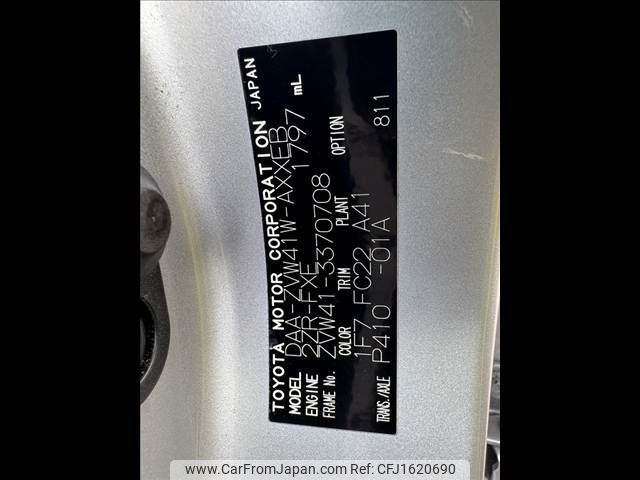 TOYOTA MOTOR CORPORATION JAPAN
MODEL DAA-ZVW41W-AXXEB
ENGINE 2ZR-FXE 1797 mL
FRAME No. ZVW41-3370708
COLOR TRIM PLANT OPTION
1F7 FC22 A41
TRANS./AXLE P410 -01A 811
www.CarFromJapan.com Ref No: CFJ1620690